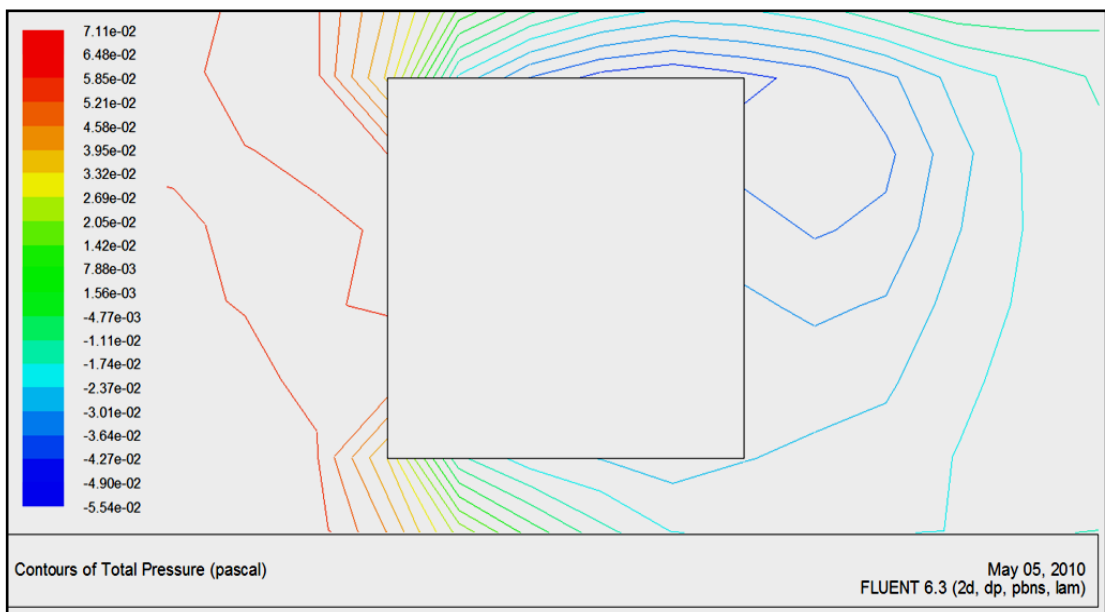 7.11e-02
6.48e-02
5.85e-02
5.21e-02
4.58e-02
3.95e-02
3.32e-02
2.69e-02
2.05e-02
1.42e-02
7.88e-03
1.56e-03
-4.77e-03
-1.11e-02
-1.74e-02
-2.37e-02
-3.01e-02
-3.64e-02
-4.27e-02
-4.90e-02
-5.54e-02
Contours of Total Pressure (pascal)
May 05, 2010
FLUENT 6.3 (2d, dp, pbns, lam)